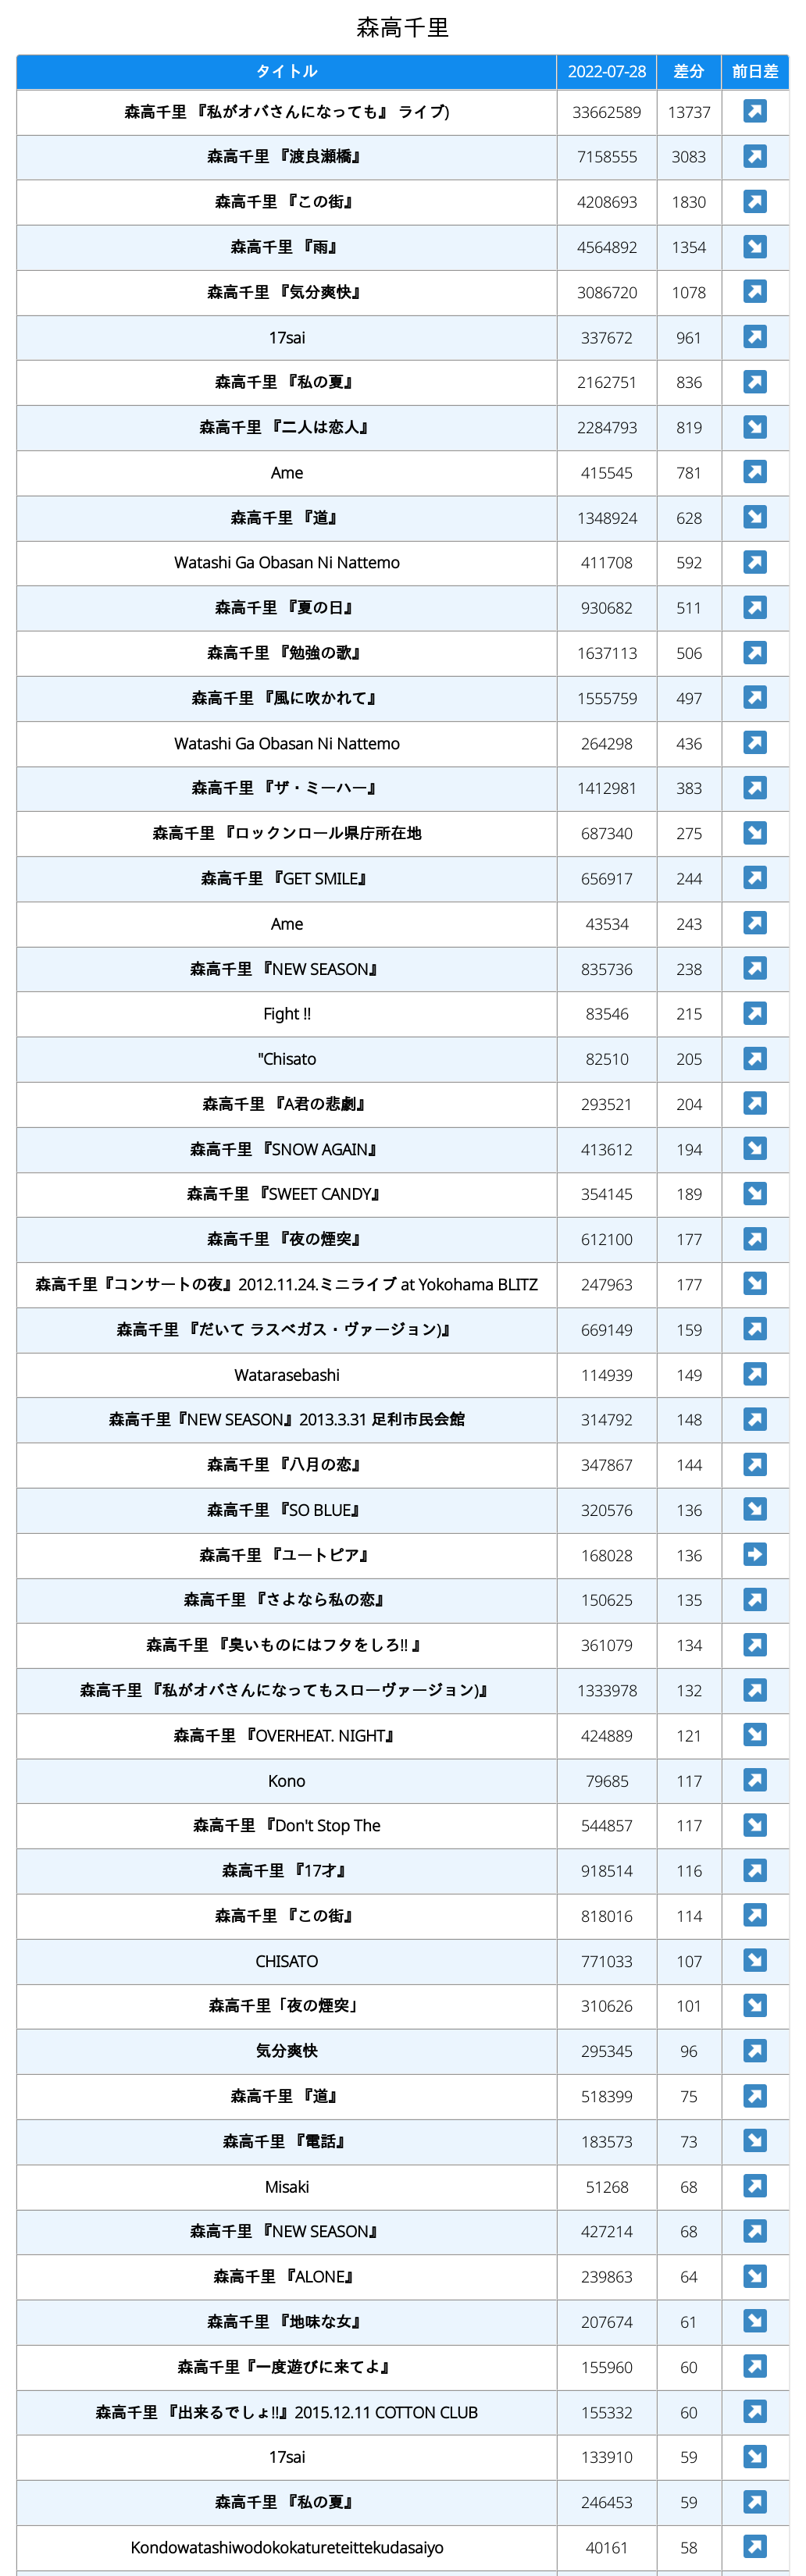 森高千里
タイトル 2022-07-28 差分 前日差
森高千里 『私がオバさんになっても』 ライブ) 33662589 13737
森高千里 『渡良瀬橋』 7158555 3083
森高千里 『この街』 4208693 1830
森高千里 『雨』 4564892 1354
森高千里 『気分爽快』 3086720 1078
17sai 337672 961
森高千里 『私の夏』 2162751 836
森高千里 『二人は恋人』 2284793 819
Ame 415545 781
森高千里 『道』 1348924 628
Watashi Ga Obasan Ni Nattemo 411708 592
森高千里 『夏の日』 930682 511
森高千里 『勉強の歌』 1637113 506
森高千里 『風に吹かれて』 1555759 497
Watashi Ga Obasan Ni Nattemo 264298 436
森高千里 『ザ・ミーハー』 1412981 383
森高千里 『ロックンロール県庁所在地 687340 275
森高千里 『GET SMILE』 656917 244
Ame 43534 243
森高千里 『NEW SEASON』 835736 238
Fight !! 83546 215
"Chisato 82510 205
森高千里 『A君の悲劇』 293521 204
森高千里 『SNOW AGAIN』 413612 194
森高千里 『SWEET CANDY』 354145 189
森高千里 『夜の煙突』 612100 177
森高千里『コンサートの夜』2012.11.24.ミニライブ at Yokohama BLITZ 247963 177
森高千里 『だいて ラスベガス・ヴァージョン)』 669149 159
Watarasebashi 114939 149
森高千里『NEW SEASON』2013.3.31 足利市民会館 314792 148
森高千里 『八月の恋』 347867 144
森高千里 『SO BLUE』 320576 136
森高千里 『ユートピア』 168028 136
森高千里 『さよなら私の恋』 150625 135
森高千里 『臭いものにはフタをしろ!! 』 361079 134
森高千里 『私がオバさんになってもスローヴァージョン)』 1333978 132
森高千里 『OVERHEAT. NIGHT』 424889 121
Kono 79685 117
森高千里 『Don't Stop The 544857 117
森高千里 『17才』 918514 116
森高千里 『この街』 818016 114
CHISATO 771033 107
森高千里「夜の煙突」 310626 101
気分爽快 295345 96
森高千里 『道』 518399 75
森高千里 『電話』 183573 73
Misaki 51268 68
森高千里 『NEW SEASON』 427214 68
森高千里 『ALONE』 239863 64
森高千里 『地味な女』 207674 61
森高千里『一度遊びに来てよ』 155960 60
森高千里 『出来るでしょ!!』2015.12.11 COTTON CLUB 155332 60
17sai 133910 59
森高千里 『私の夏』 246453 59
Kondowatashiwodokokatureteittekudasaiyo 40161 58